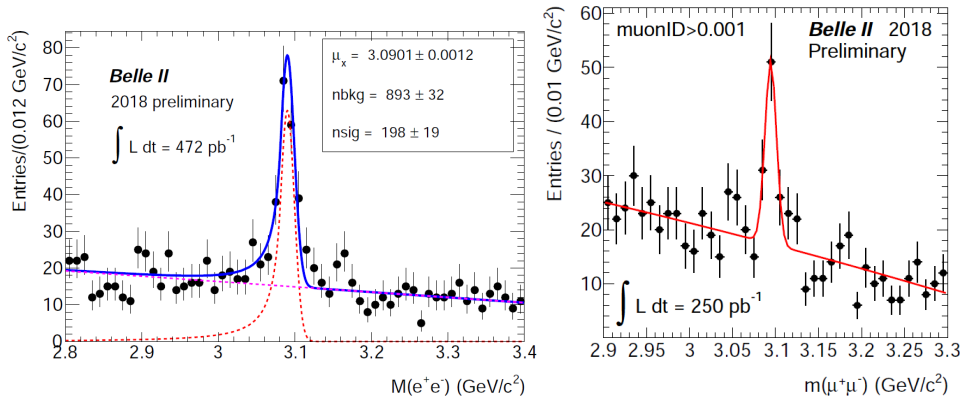 Entries/(0.012 GeV/c²)
80
70
60
50
40
30
20
10
0
Belle II
2018 preliminary
∫ L dt = 472 pb⁻¹
μₓ = 3.0901 ± 0.0012
nbkg = 893 ± 32
nsig = 198 ± 19
2.8 2.9 3 3.1 3.2 3.3 3.4
M(e⁺e⁻) (GeV/c²)
Entries / (0.01 GeV/c²)
60
50
40
30
20
10
0
muonID>0.001
Belle II 2018
Preliminary
∫ L dt = 250 pb⁻¹
2.9 2.95 3 3.05 3.1 3.15 3.2 3.25 3.3
m(μ⁺μ⁻) (GeV/c²)